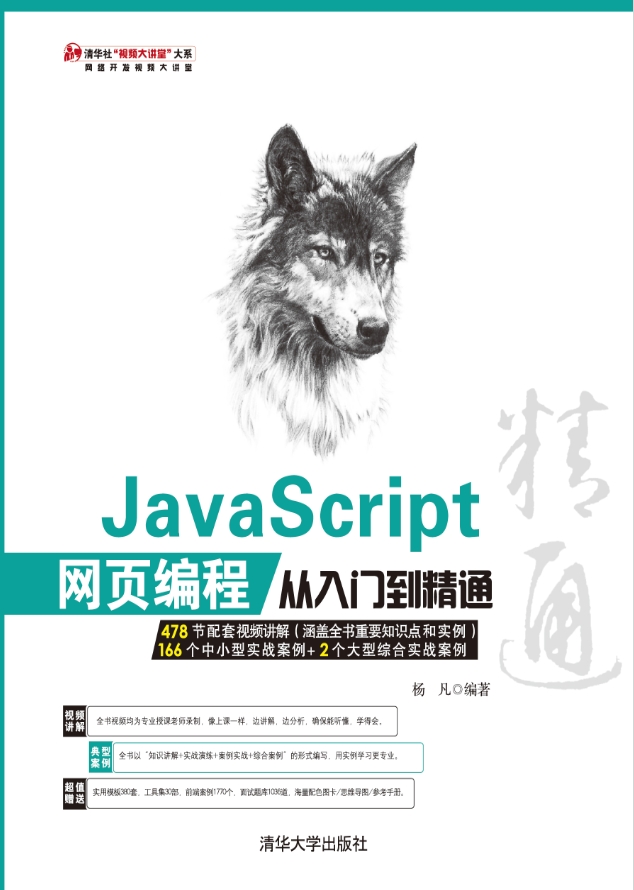 清华社“视频大讲堂”大系
网络开发视频大讲堂
精通
JavaScript
网页编程 从入门到精通
478 节配套视频讲解（涵盖全书重要知识点和实例）
166 个中小型实战案例+ 2 个大型综合实战案例
杨 凡◎编著
视频讲解 全书视频均为专业授课老师录制，像上课一样，边讲解、边分析，确保能听懂、学得会。
典型案例 全书以“知识讲解+实战演练+案例实战+综合案例”的形式编写，用实例学习更专业。
超值赠送 实用模板380套、工具集30部、前端案例1770个、面试题库1036道，海量配色图卡/思维导图/参考手册。
清华大学出版社